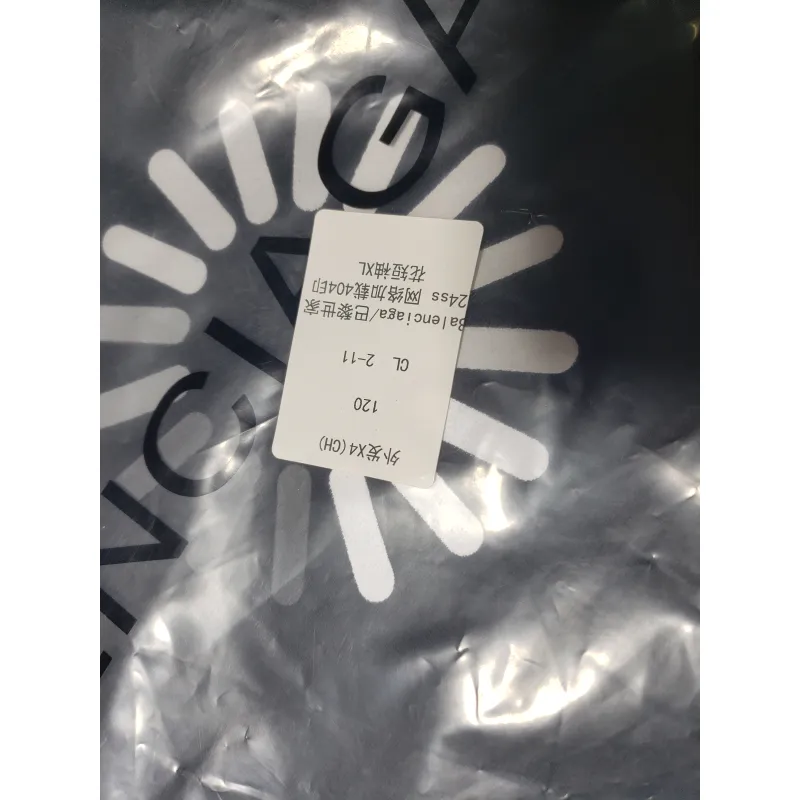 ENCIAGA
Balenciaga/巴黎世家
24ss 网络加载404印
花短袖XL
CL 2-11
120
外发X4(CH)